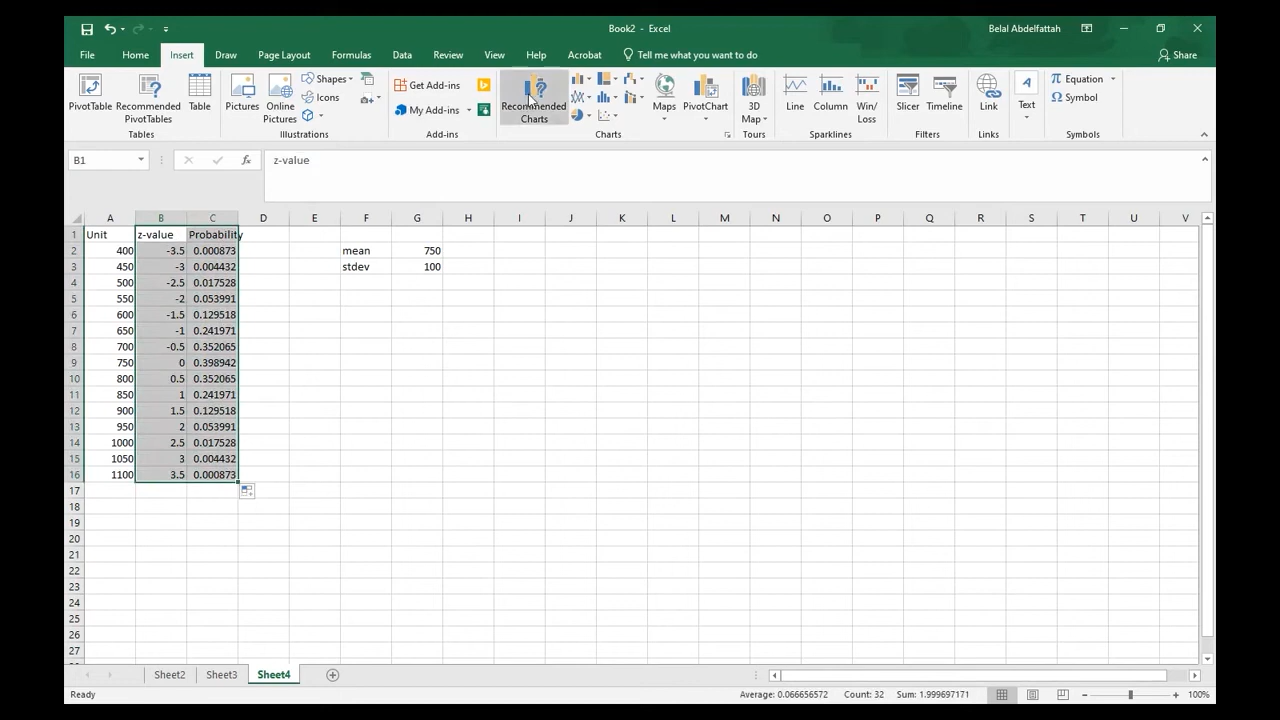 Book2 - Excel
Belal Abdelfattah
File Home Insert Draw Page Layout Formulas Data Review View Help Acrobat Tell me what you want to do Share
PivotTable Recommended PivotTables Table
Tables
Pictures Online Pictures Shapes Icons
Illustrations
Get Add-ins
My Add-ins
Add-ins
Recommended Charts
Maps PivotChart
Charts
3D Map
Tours
Line Column Win/Loss
Sparklines
Slicer Timeline
Filters
Link
Links
Text
Equation
Symbol
Symbols
B1 fx z-value
A B C D E F G H I J K L M N O P Q R S T U V
1 Unit z-value Probability
2 400 -3.5 0.000873 mean 750
3 450 -3 0.004432 stdev 100
4 500 -2.5 0.017528
5 550 -2 0.053991
6 600 -1.5 0.129518
7 650 -1 0.241971
8 700 -0.5 0.352065
9 750 0 0.398942
10 800 0.5 0.352065
11 850 1 0.241971
12 900 1.5 0.129518
13 950 2 0.053991
14 1000 2.5 0.017528
15 1050 3 0.004432
16 1100 3.5 0.000873
17
18
19
20
21
22
23
24
25
26
27
Sheet2 Sheet3 Sheet4
Ready Average: 0.066656572 Count: 32 Sum: 1.999697171 100%